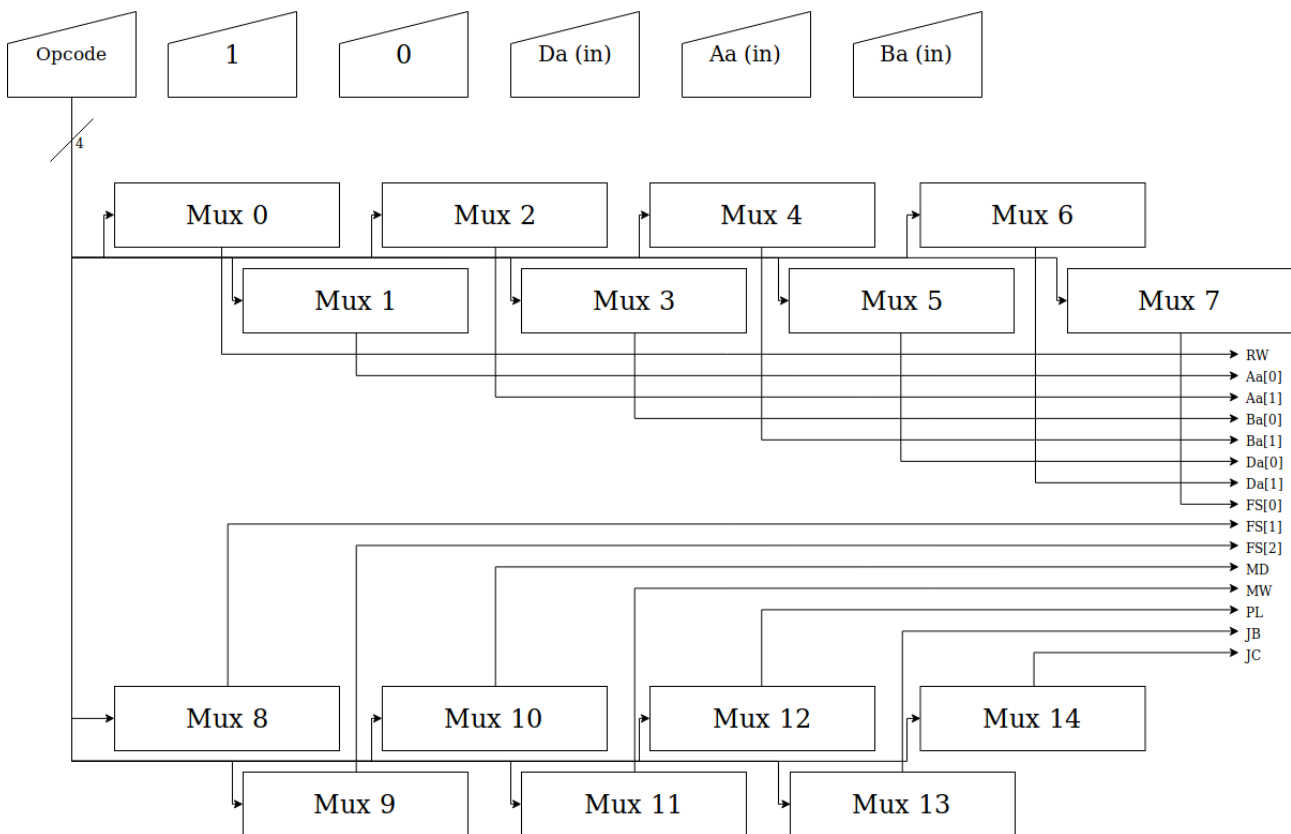 Opcode
1
0
Da (in)
Aa (in)
Ba (in)
4
Mux 0
Mux 2
Mux 4
Mux 6
Mux 1
Mux 3
Mux 5
Mux 7
RW
Aa[0]
Aa[1]
Ba[0]
Ba[1]
Da[0]
Da[1]
FS[0]
FS[1]
FS[2]
MD
MW
PL
JB
JC
Mux 8
Mux 10
Mux 12
Mux 14
Mux 9
Mux 11
Mux 13